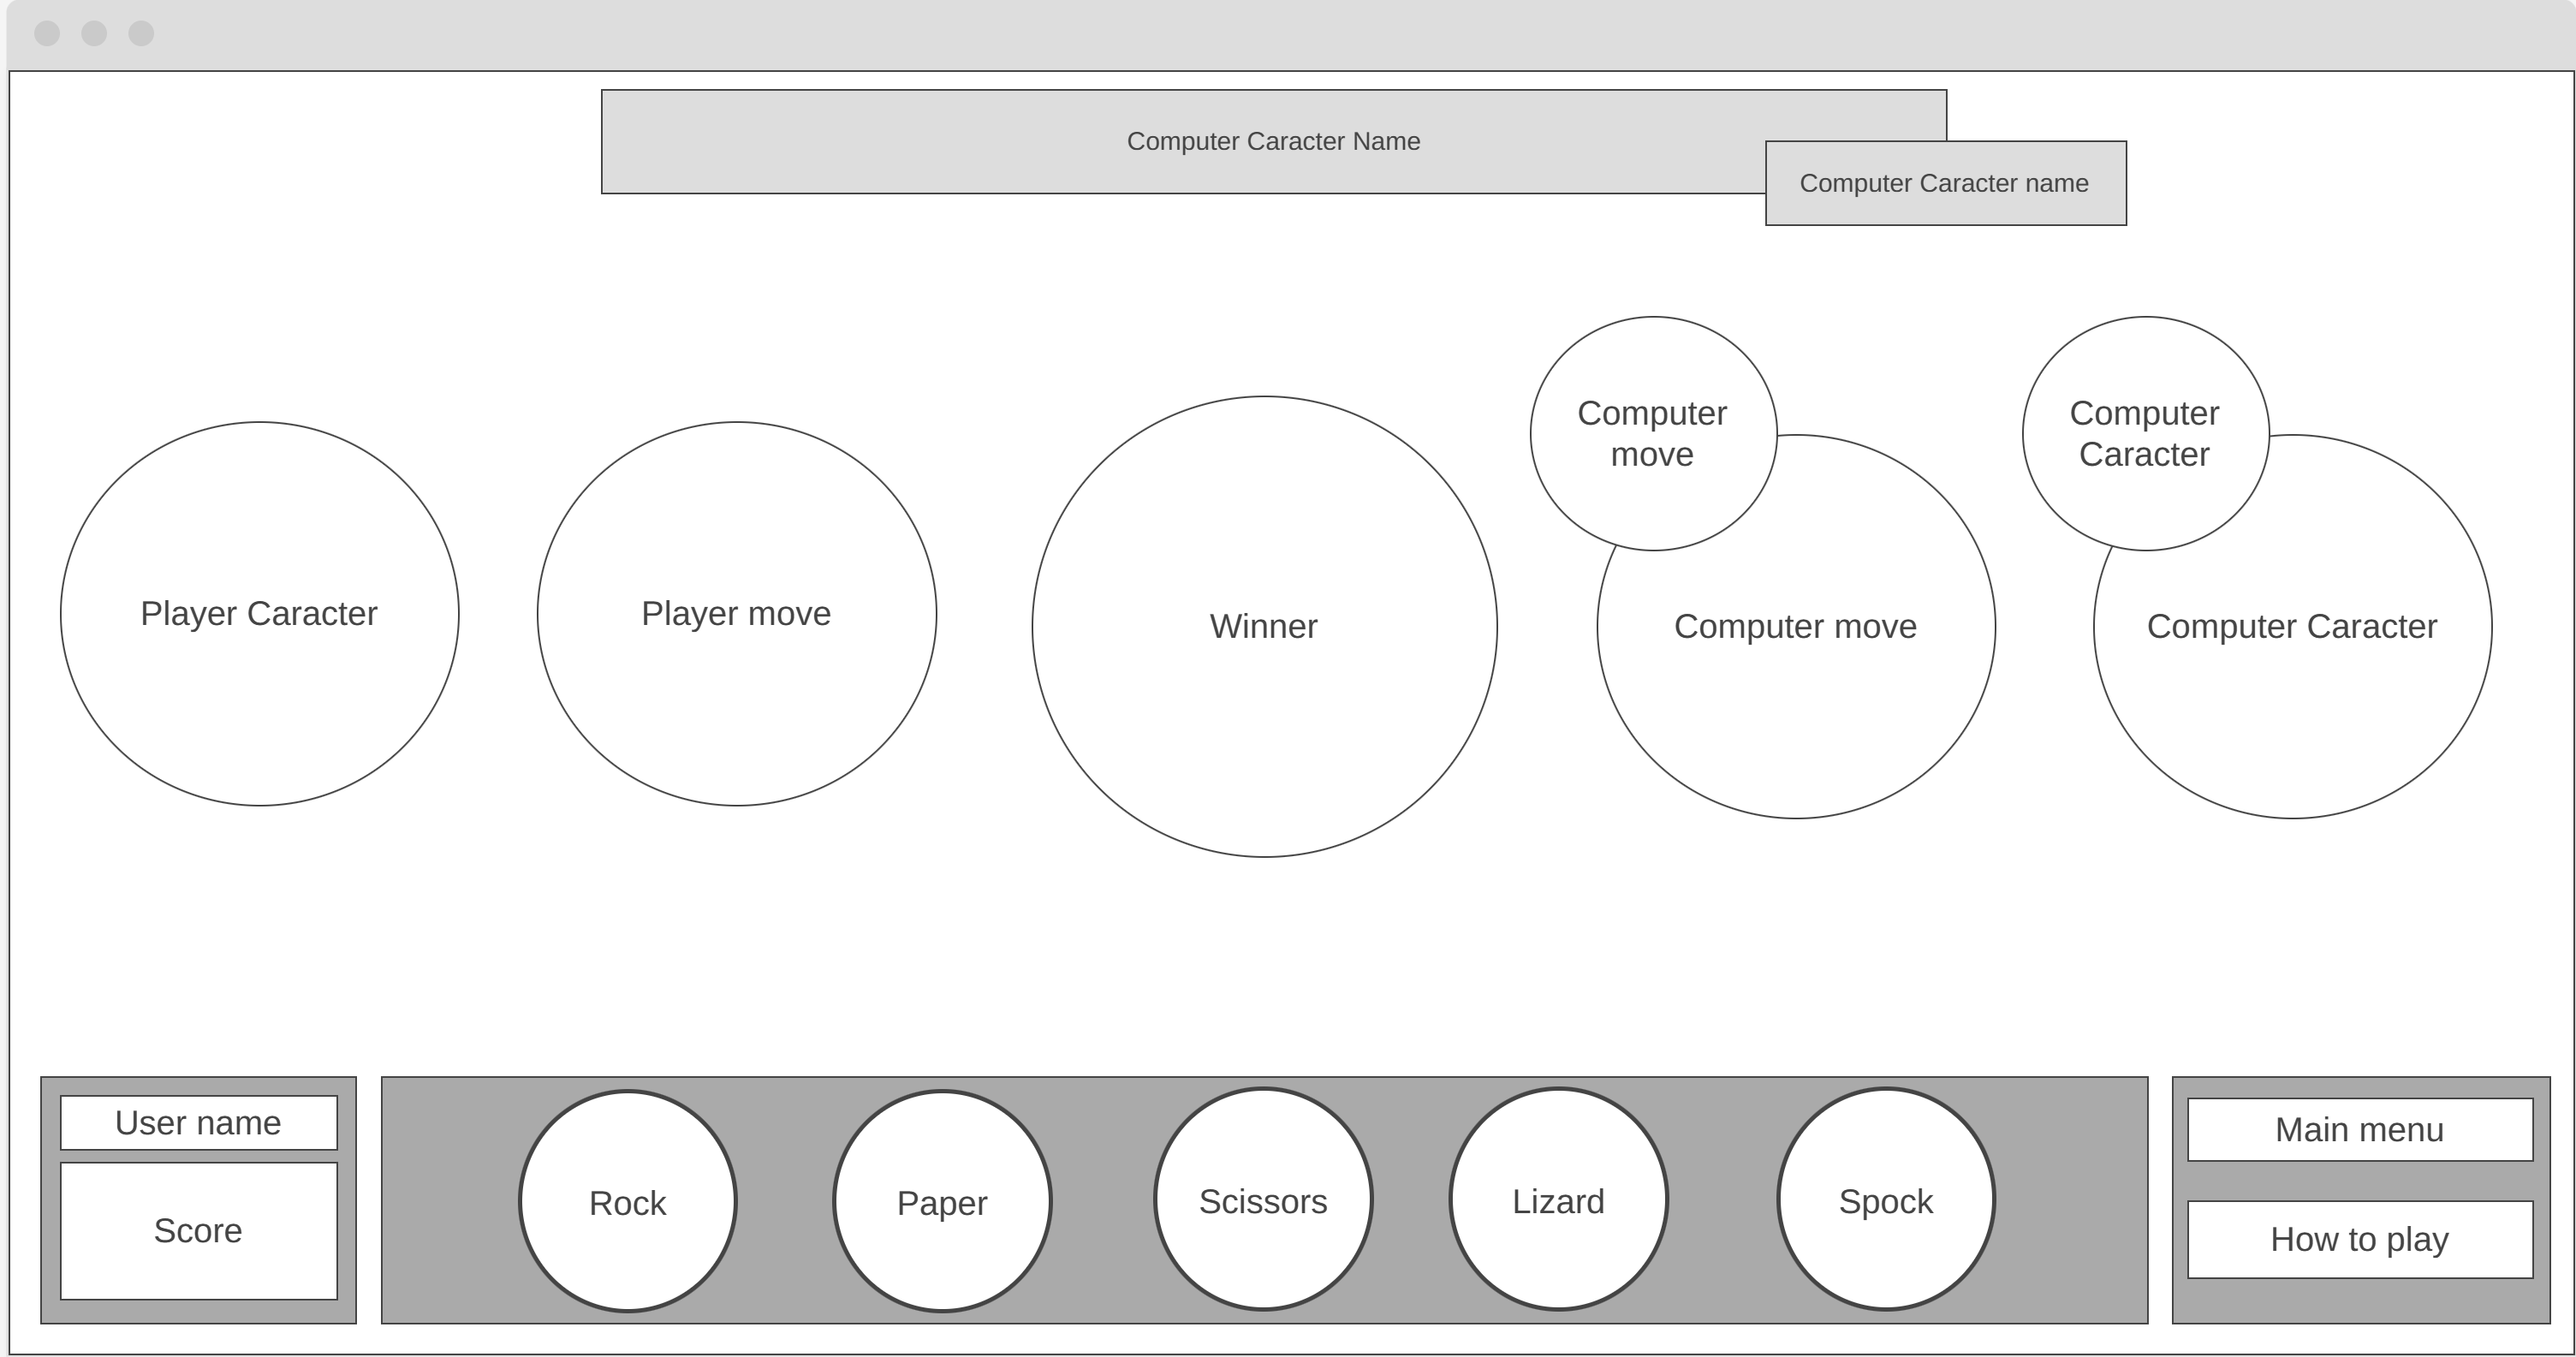 Computer Caracter Name
Computer Caracter name
Computer
move
Computer
Caracter
Player Caracter
Player move
Winner
Computer move
Computer Caracter
User name
Score
Rock
Paper
Scissors
Lizard
Spock
Main menu
How to play